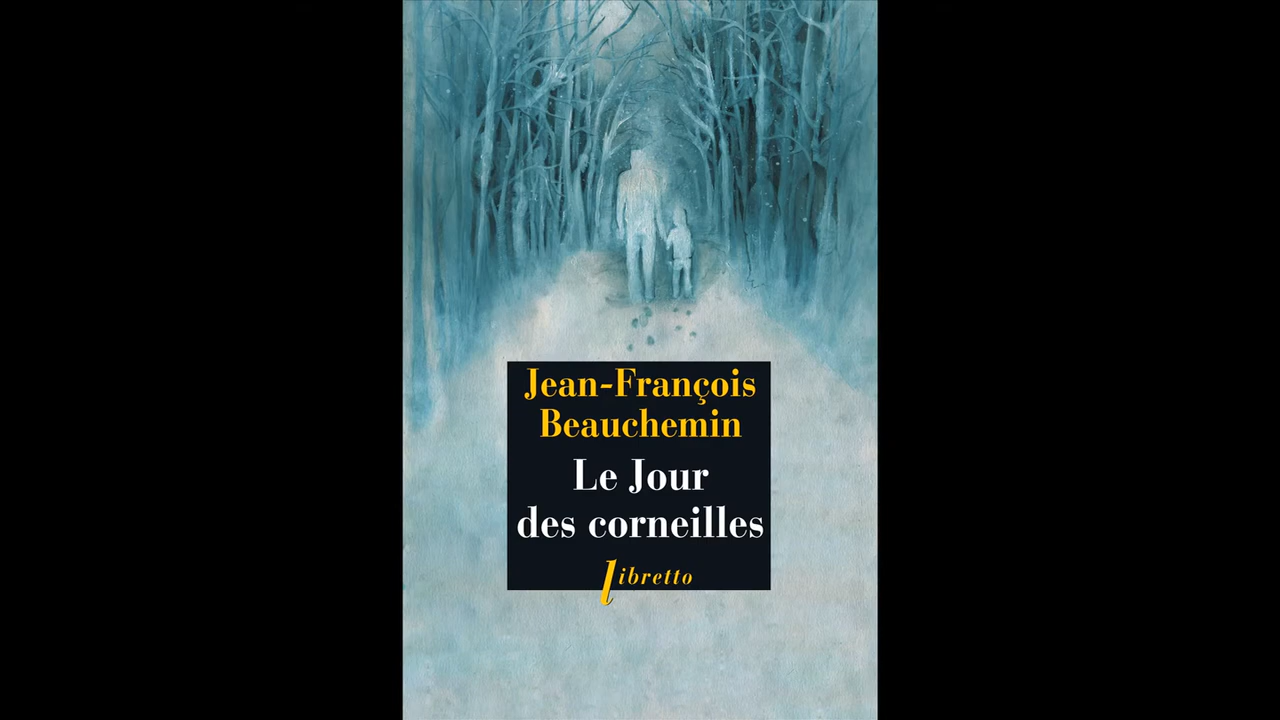 Jean-François
Beauchemin
Le Jour
des corneilles
libretto